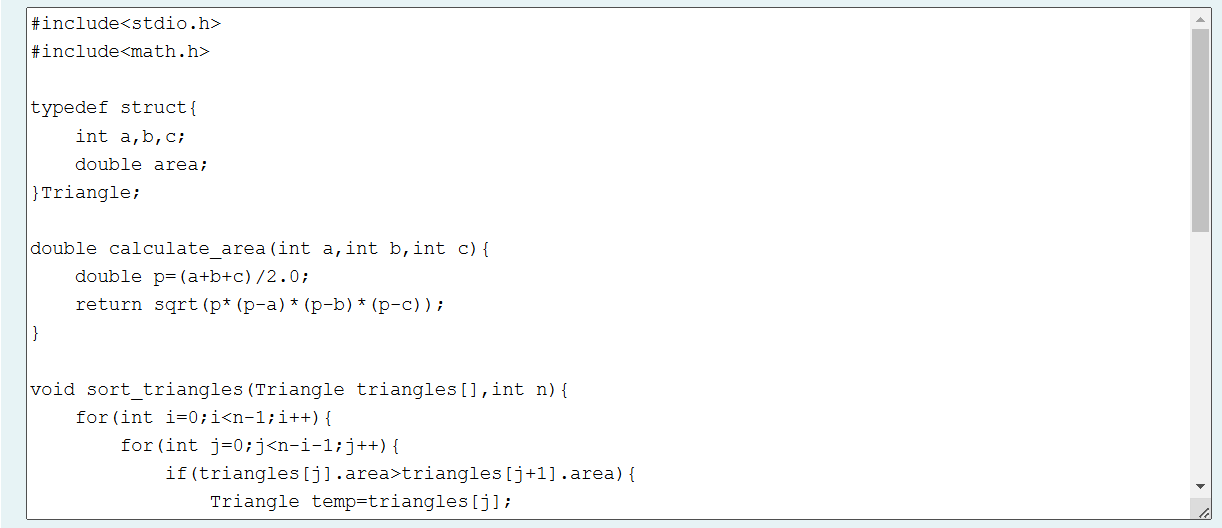 #include<stdio.h>
#include<math.h>

typedef struct{
    int a,b,c;
    double area;
}Triangle;

double calculate_area(int a,int b,int c){
    double p=(a+b+c)/2.0;
    return sqrt(p*(p-a)*(p-b)*(p-c));
}

void sort_triangles(Triangle triangles[],int n){
    for(int i=0;i<n-1;i++){
        for(int j=0;j<n-i-1;j++){
            if(triangles[j].area>triangles[j+1].area){
                Triangle temp=triangles[j];